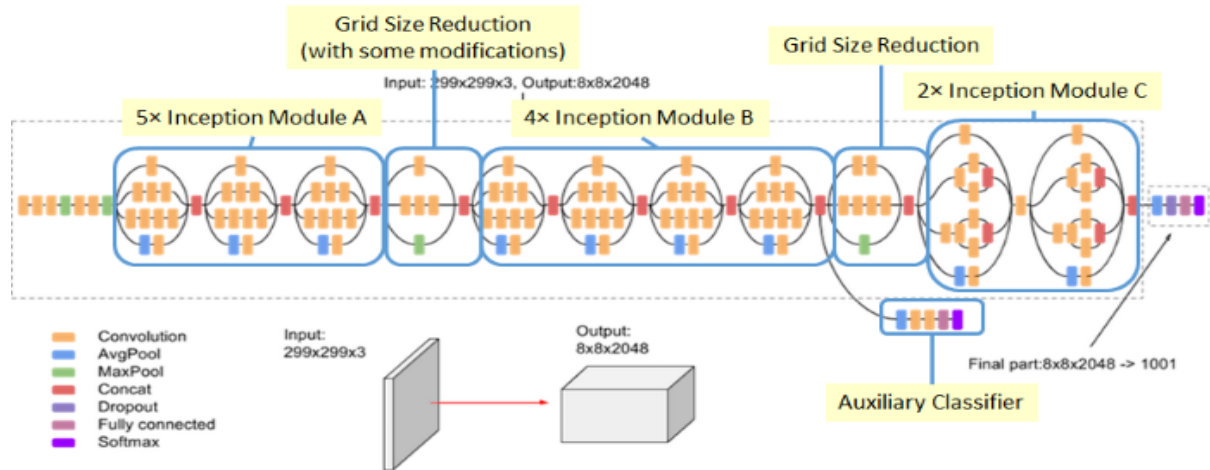 Grid Size Reduction
(with some modifications)
Grid Size Reduction
Input: 299x299x3, Output:8x8x2048
5× Inception Module A
4× Inception Module B
2× Inception Module C
Convolution
AvgPool
MaxPool
Concat
Dropout
Fully connected
Softmax
Input:
299x299x3
Output:
8x8x2048
Final part:8x8x2048 -> 1001
Auxiliary Classifier